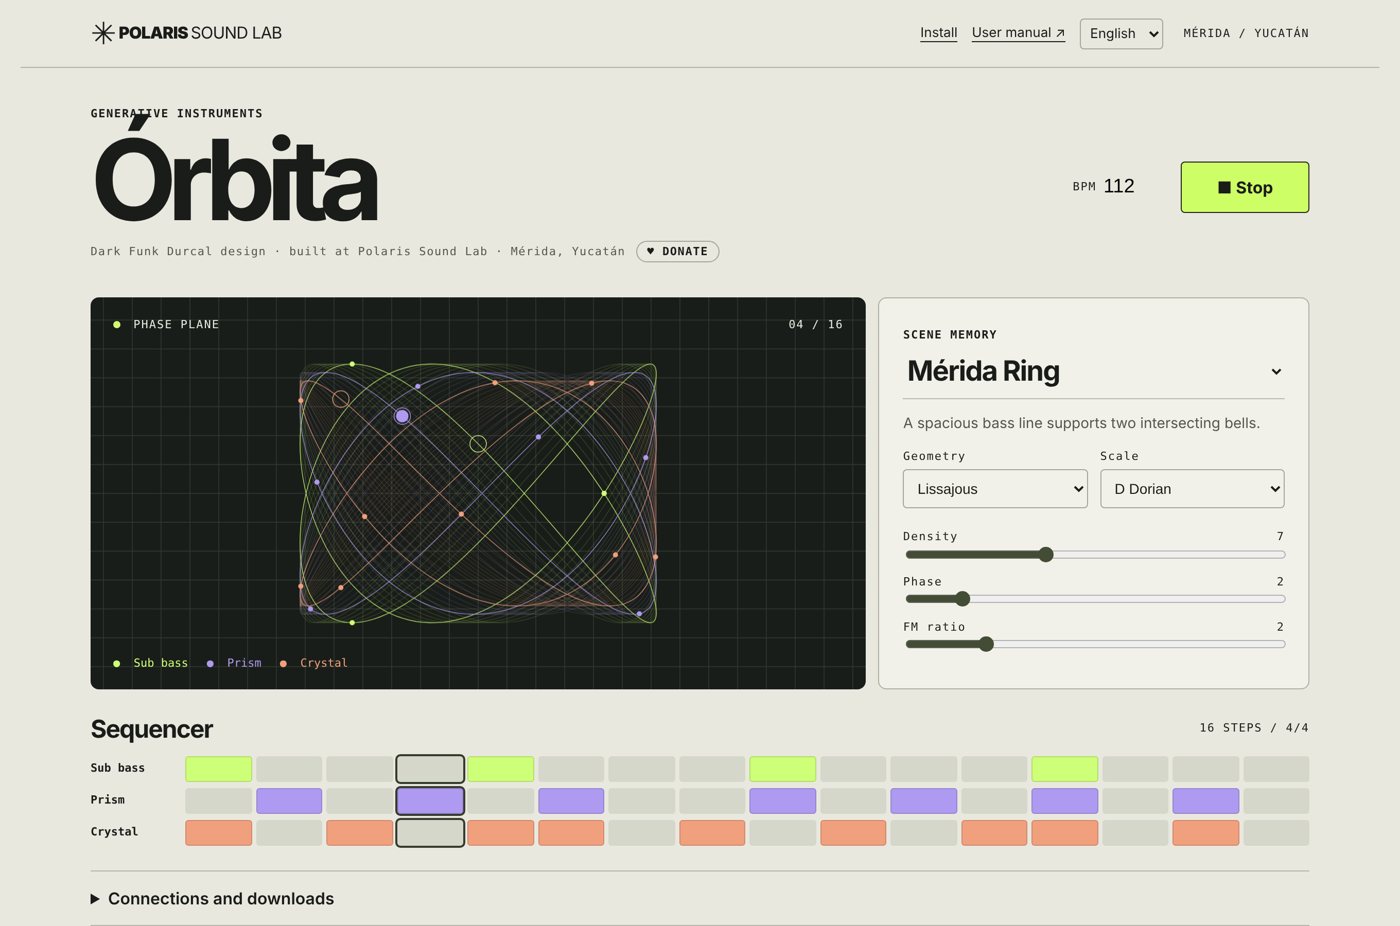 POLARIS SOUND LAB
Install User manual ↗ English MÉRIDA / YUCATÁN
GENERATIVE INSTRUMENTS
Órbita
BPM 112
Stop
Dark Funk Durcal design · built at Polaris Sound Lab · Mérida, Yucatán ♥ DONATE
PHASE PLANE 04 / 16
Sub bass Prism Crystal
SCENE MEMORY
Mérida Ring
A spacious bass line supports two intersecting bells.
Geometry Scale
Lissajous D Dorian
Density 7
Phase 2
FM ratio 2
Sequencer 16 STEPS / 4/4
Sub bass
Prism
Crystal
Connections and downloads